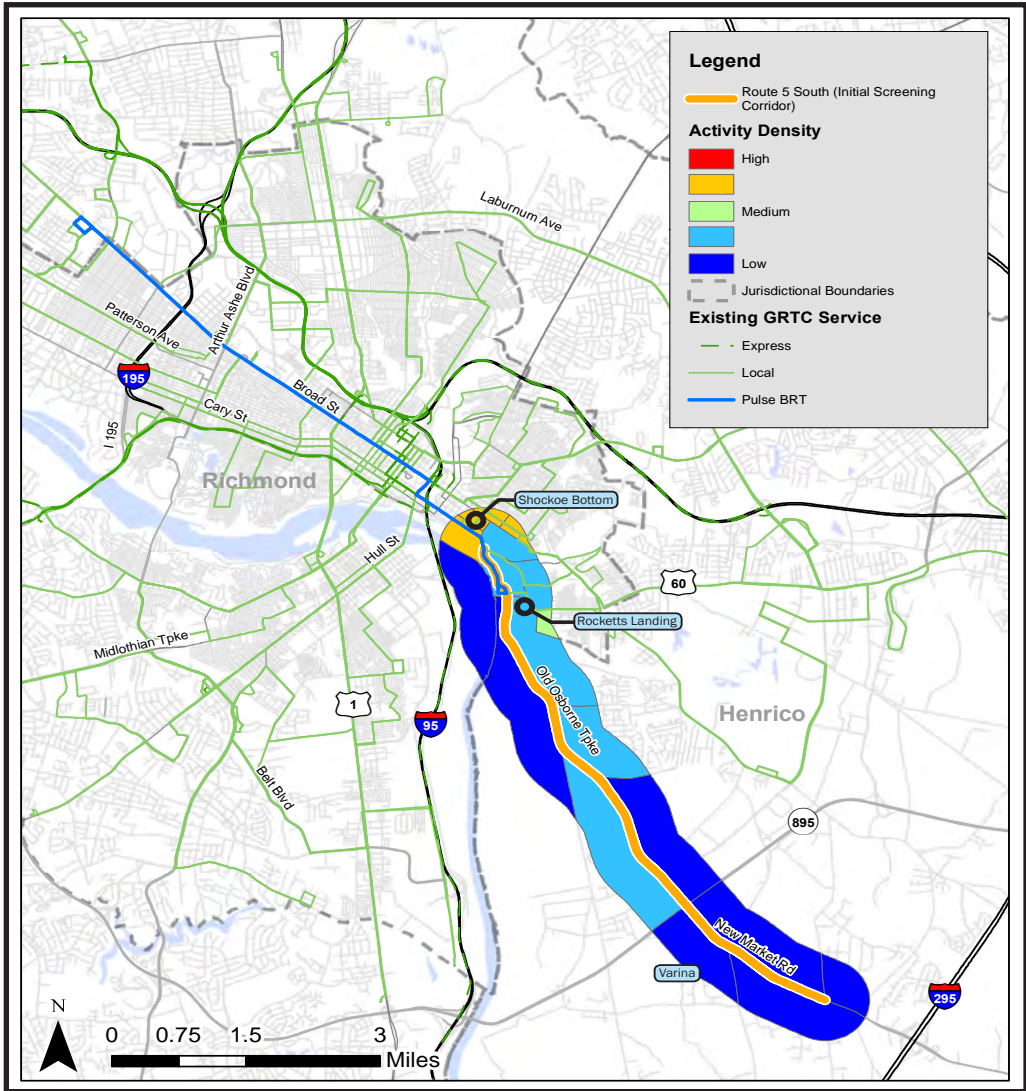 Legend
Route 5 South (Initial Screening
Corridor)
Activity Density
High
Medium
Low
Jurisdictional Boundaries
Existing GRTC Service
Express
Local
Pulse BRT
Laburnum Ave
Patterson Ave
Arthur Ashe Blvd
195
Broad St
Cary St
I 195
Richmond
Shockoe Bottom
Hull St
60
Rocketts Landing
Midlothian Tpke
1
95
Old Osborne Tpke
Henrico
Belt Blvd
895
New Market Rd
Varina
295
N
0 0.75 1.5 3
Miles